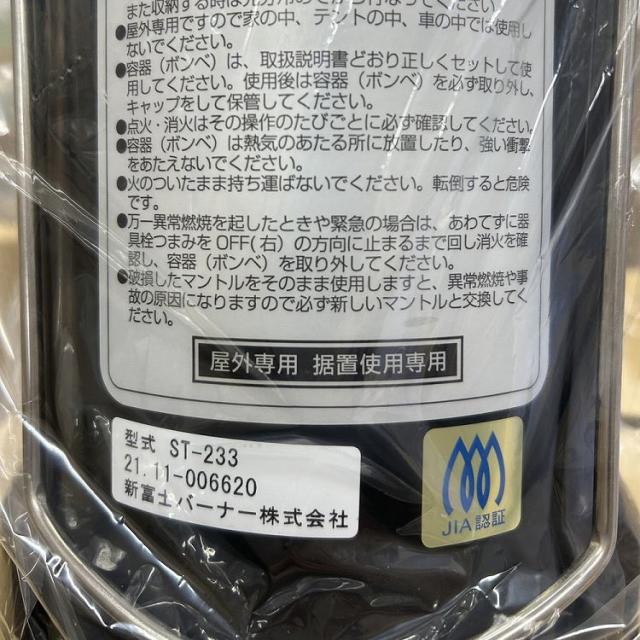 ●屋外専用ですので家の中、テントの中、車の中では使用し
ないでください。
●容器（ボンベ）は、取扱説明書どおり正しくセットして使
用してください。使用後は容器（ボンベ）を必ず取り外し、
キャップをして保管してください。
●点火・消火はその操作のたびごとに必ず確認してください。
●容器（ボンベ）は熱気のあたる所に放置したり、強い衝撃
をあたえないでください。
●火のついたまま持ち運ばないでください。転倒すると危険
です。
●万一異常燃焼を起したときや緊急の場合は、あわてずに器
具栓つまみをOFF(右)の方向に止まるまで回し消火を確
認し、容器（ボンベ）を取り外してください。
●破損したマントルをそのまま使用しますと、異常燃焼や事
故の原因になりますので必ず新しいマントルと交換してく
ださい。
屋外専用 据置使用専用
型式 ST-233
21.11-006620
新富士バーナー株式会社
JIA認証